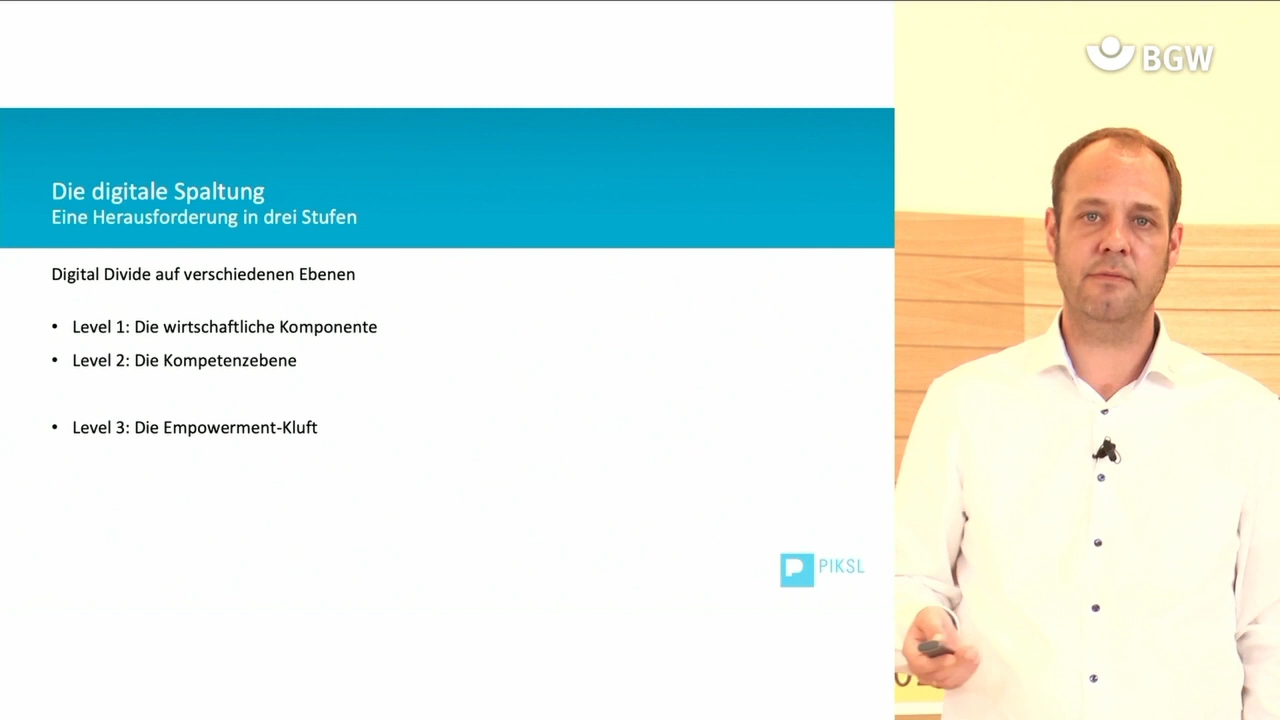 BGW
Die digitale Spaltung
Eine Herausforderung in drei Stufen
Digital Divide auf verschiedenen Ebenen
• Level 1: Die wirtschaftliche Komponente
• Level 2: Die Kompetenzebene
• Level 3: Die Empowerment-Kluft
PIKSL